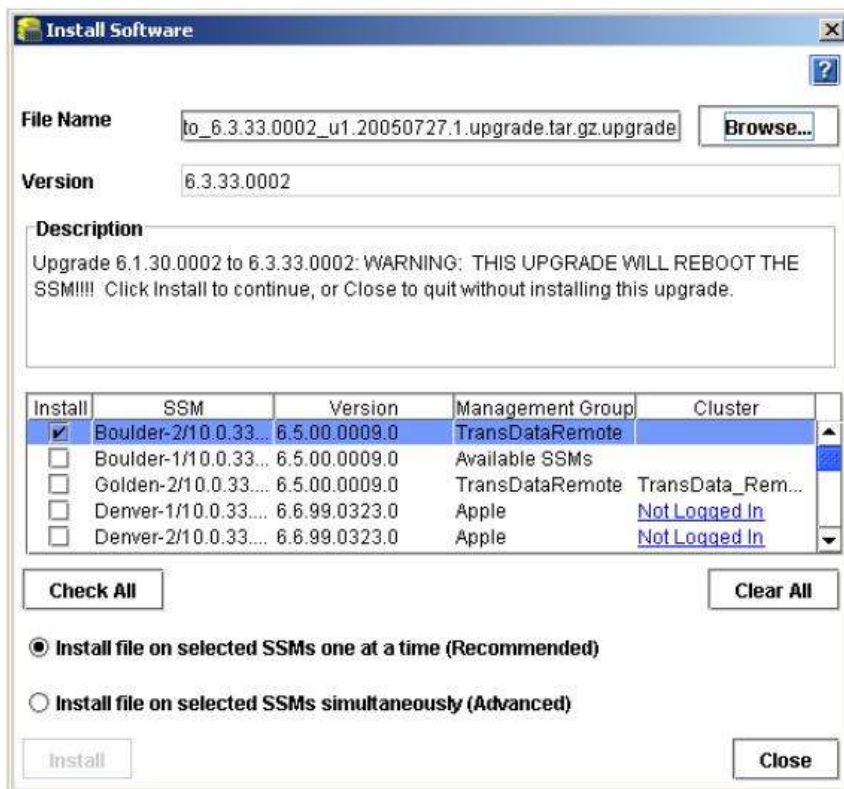 Install Software
File Name to_6.3.33.0002_u1.20050727.1.upgrade.tar.gz.upgrade Browse...
Version 6.3.33.0002
Description
Upgrade 6.1.30.0002 to 6.3.33.0002: WARNING: THIS UPGRADE WILL REBOOT THE
SSM!!!! Click Install to continue, or Close to quit without installing this upgrade.
Install SSM Version Management Group Cluster
Boulder-2/10.0.33... 6.5.00.0009.0 TransDataRemote
Boulder-1/10.0.33... 6.5.00.0009.0 Available SSMs
Golden-2/10.0.33.... 6.5.00.0009.0 TransDataRemote TransData_Rem...
Denver-1/10.0.33.... 6.6.99.0323.0 Apple Not Logged In
Denver-2/10.0.33.... 6.6.99.0323.0 Apple Not Logged In
Check All Clear All
Install file on selected SSMs one at a time (Recommended)
Install file on selected SSMs simultaneously (Advanced)
Install Close